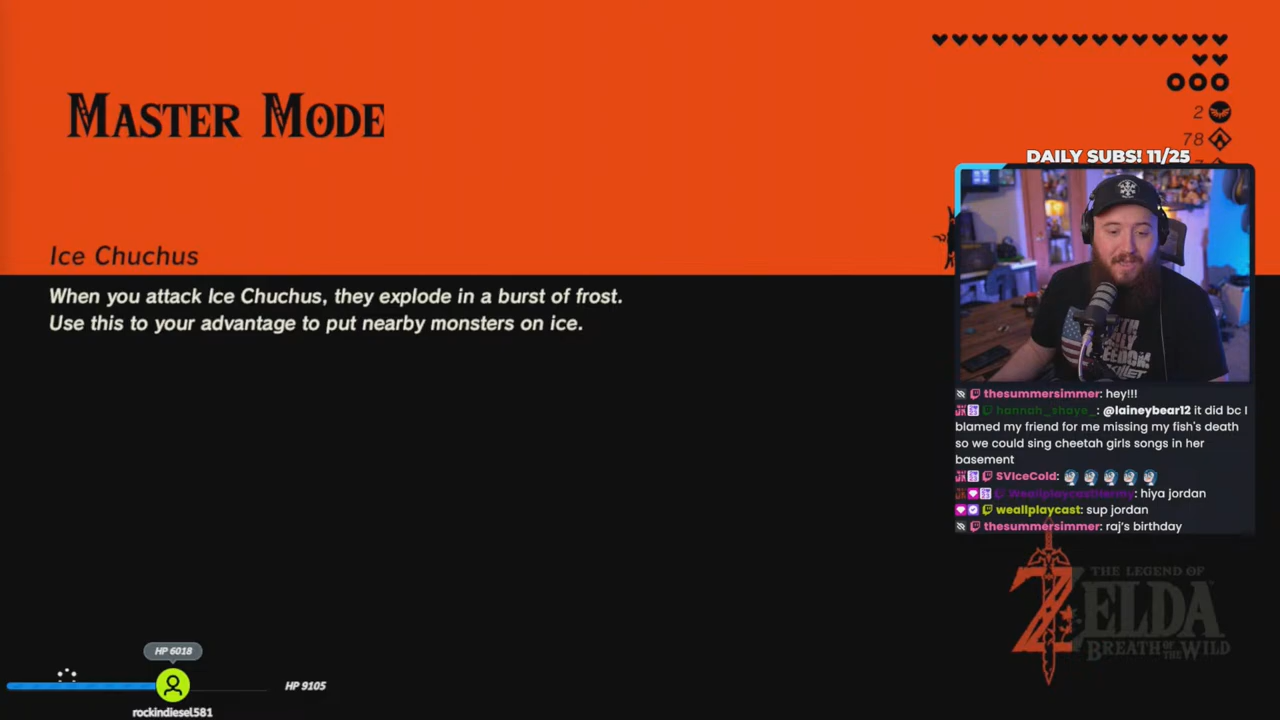 MASTER MODE
2
78
DAILY SUBS! 11/25
Ice Chuchus
When you attack Ice Chuchus, they explode in a burst of frost.
Use this to your advantage to put nearby monsters on ice.
thesummersimmer: hey!!!
hannah_shaye_: @laineybear12 it did bc I
blamed my friend for me missing my fish's death
so we could sing cheetah girls songs in her
basement
SVIceCold:
WeallplaycastHermy: hiya jordan
weallplaycast: sup jordan
thesummersimmer: raj's birthday
THE LEGEND OF
ZELDA
BREATH OF THE WILD
HP 6018
HP 9105
rockindiesel581